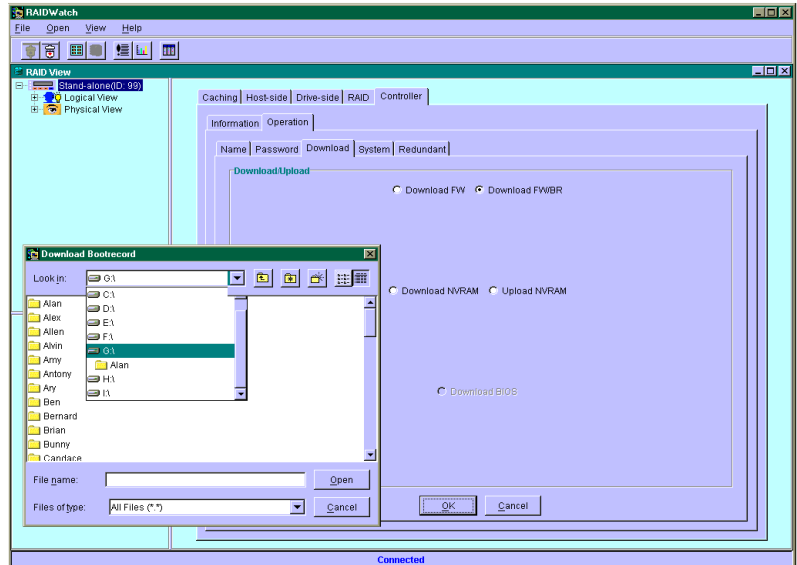 RAIDWatch
File Open View Help
RAID View
Stand-alone(ID: 99)
Logical View
Physical View
Caching Host-side Drive-side RAID Controller
Information Operation
Name Password Download System Redundant
Download/Upload
Download FW Download FW/BR
Download NVRAM Upload NVRAM
Download BIOS
OK Cancel
Download Bootrecord
Look in: G:\
C:\
D:\
E:\
F:\
G:\
Alan
H:\
I:\
Alan
Alex
Allen
Alvin
Amy
Antony
Ary
Ben
Bernard
Brian
Bunny
Candace
File name: Open
Files of type: All Files (*.*) Cancel
Connected